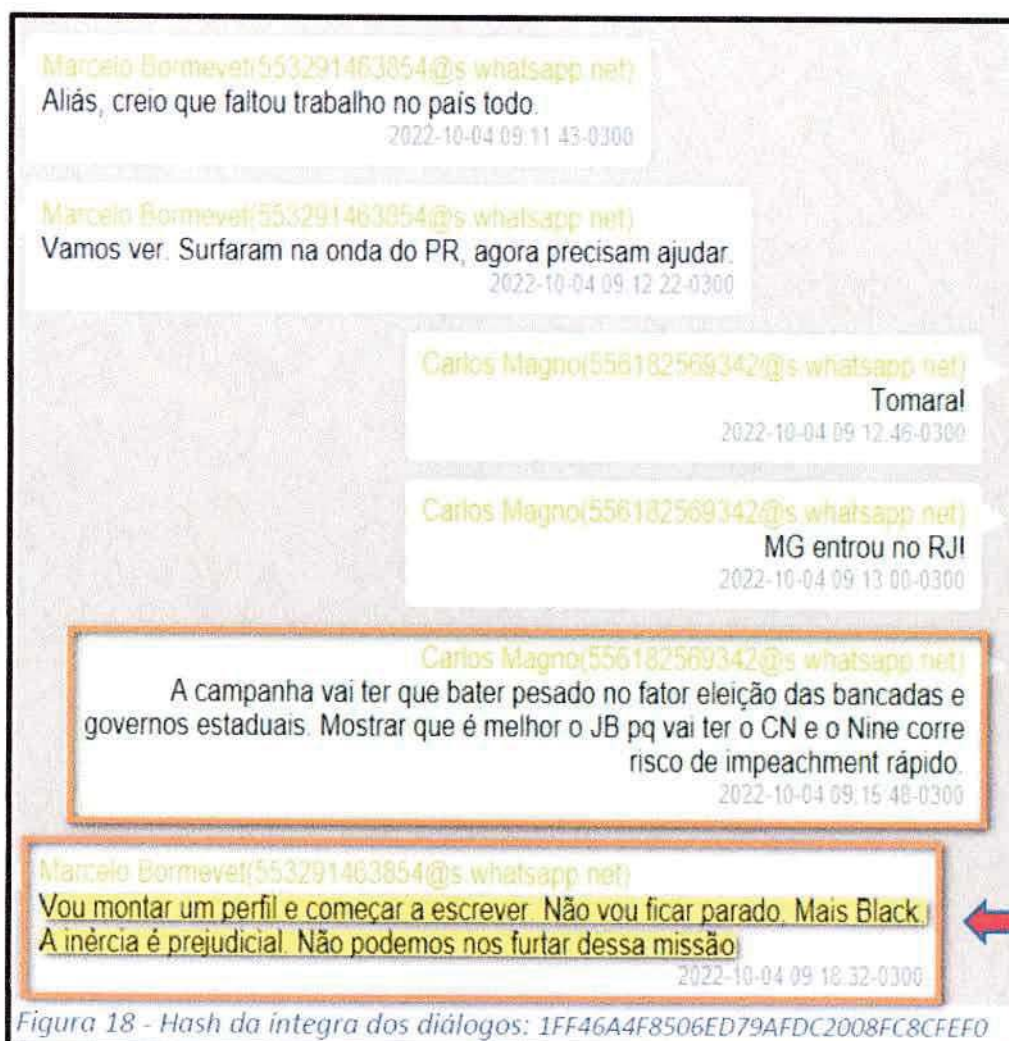 Marcelo Bormevet(553291463854@s.whatsapp.net)
Aliás, creio que faltou trabalho no país todo.
2022-10-04 09:11:43-0300
Marcelo Bormevet(553291463854@s.whatsapp.net)
Vamos ver. Surfaram na onda do PR, agora precisam ajudar.
2022-10-04 09:12:22-0300
Carlos Magno(556182569342@s.whatsapp.net)
Tomara!
2022-10-04 09:12:46-0300
Carlos Magno(556182569342@s.whatsapp.net)
MG entrou no RJ!
2022-10-04 09:13:00-0300
Carlos Magno(556182569342@s.whatsapp.net)
A campanha vai ter que bater pesado no fator eleição das bancadas e
governos estaduais. Mostrar que é melhor o JB pq vai ter o CN e o Nine corre
risco de impeachment rápido.
2022-10-04 09:15:48-0300
Marcelo Bormevet(553291463854@s.whatsapp.net)
Vou montar um perfil e começar a escrever. Não vou ficar parado. Mais Black.
A inércia é prejudicial. Não podemos nos furtar dessa missão
2022-10-04 09:18:32-0300
Figura 18 - Hash da íntegra dos diálogos: 1FF46A4F8506ED79AFDC2008FC8CFEF0